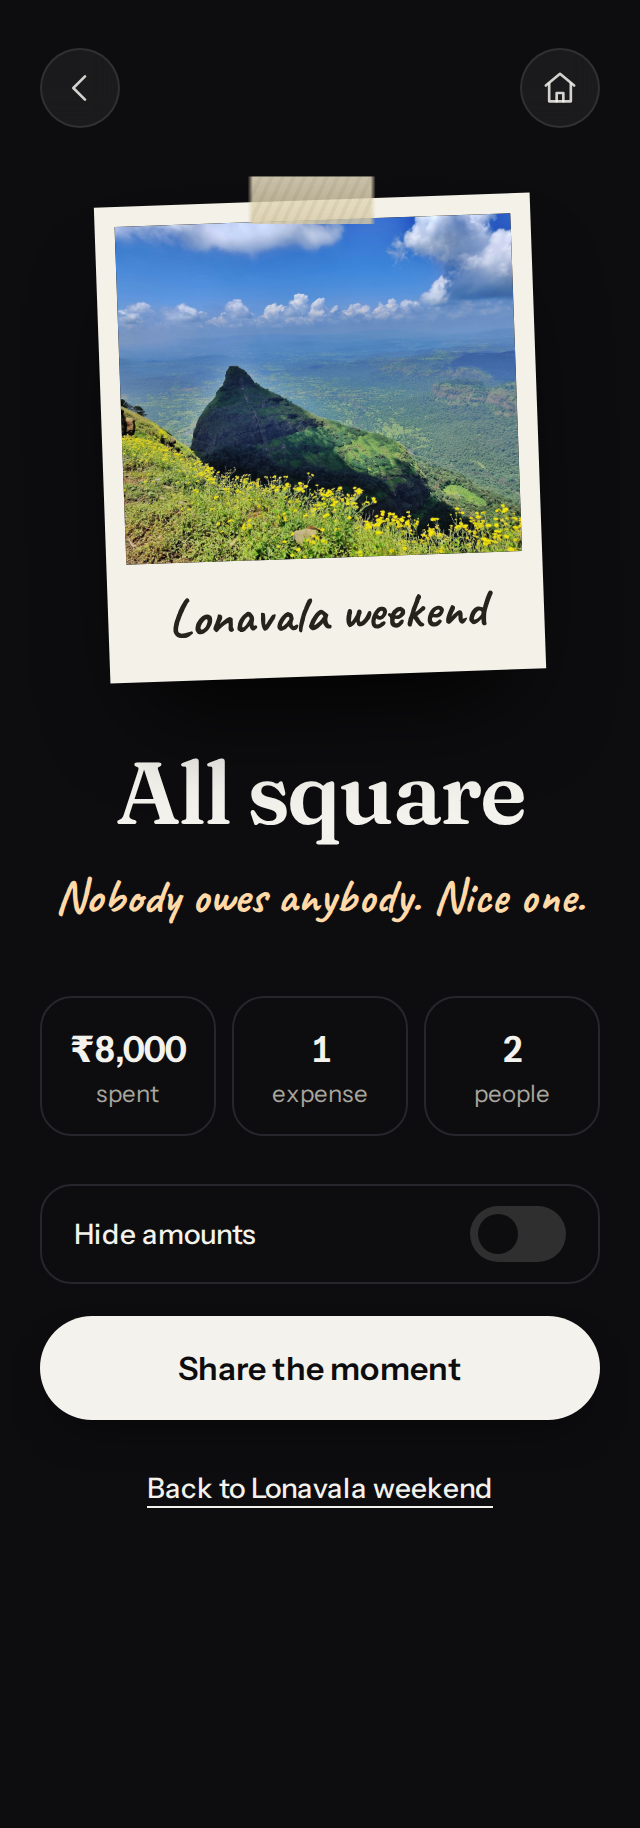 Lonavala weekend
All square
Nobody owes anybody. Nice one.
₹8,000
spent
1
expense
2
people
Hide amounts
Share the moment
Back to Lonavala weekend